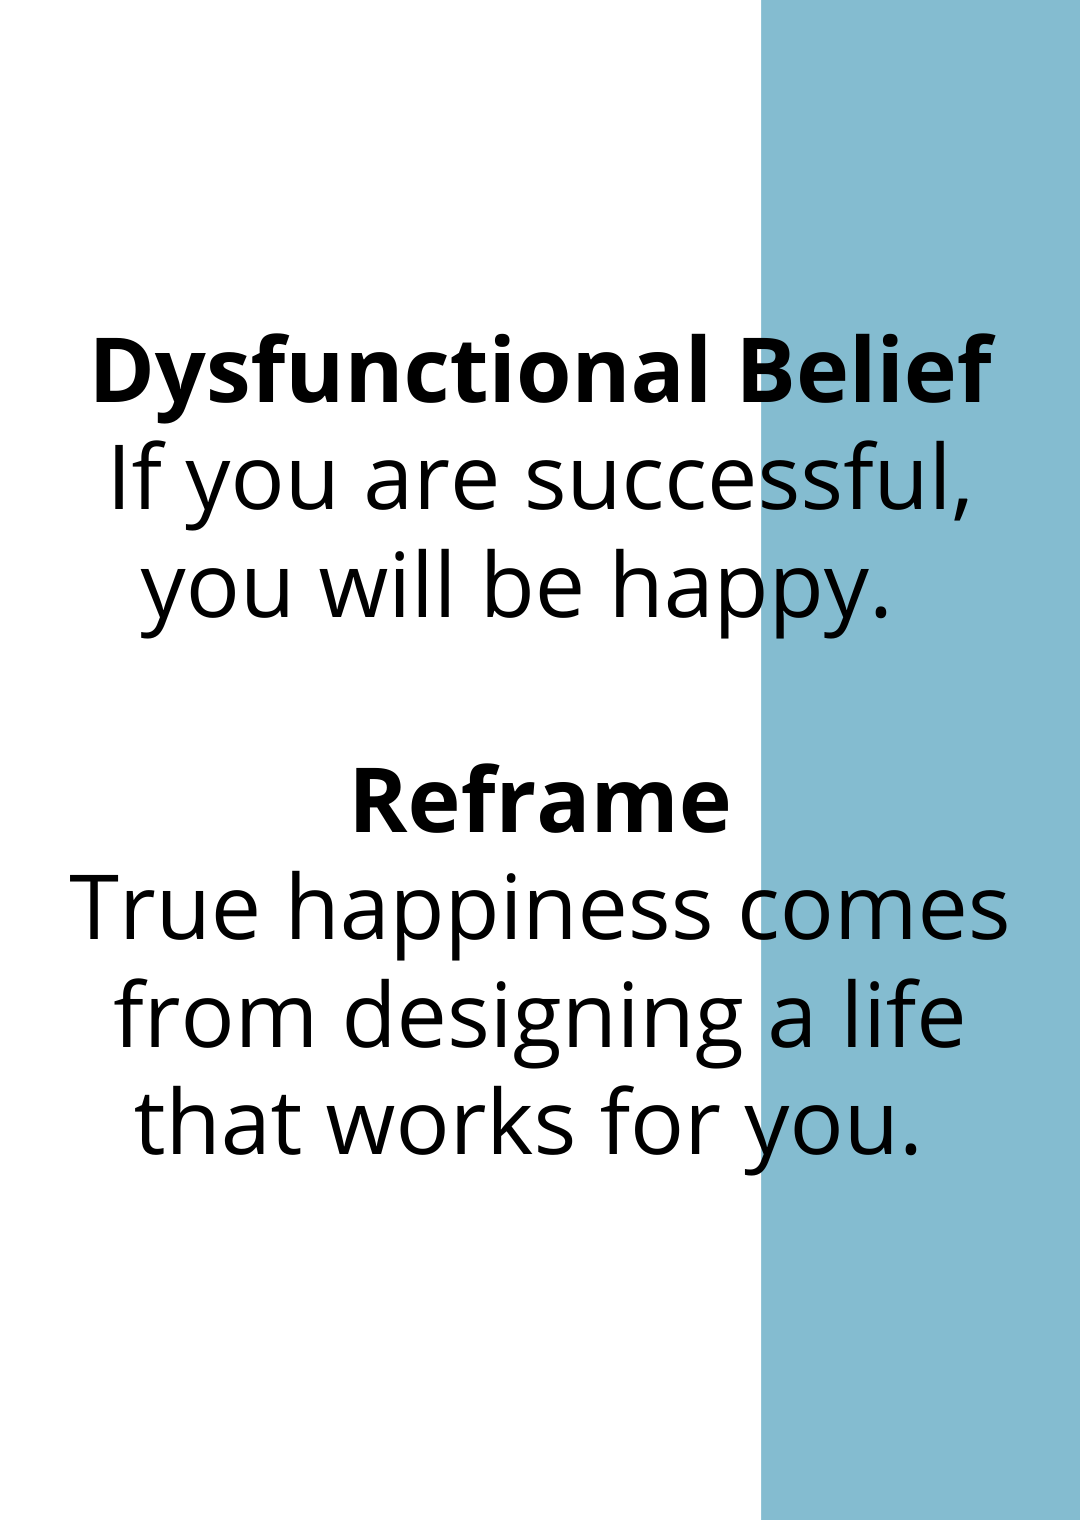 Dysfunctional Belief
If you are successful,
you will be happy.
Reframe
True happiness comes
from designing a life
that works for you.